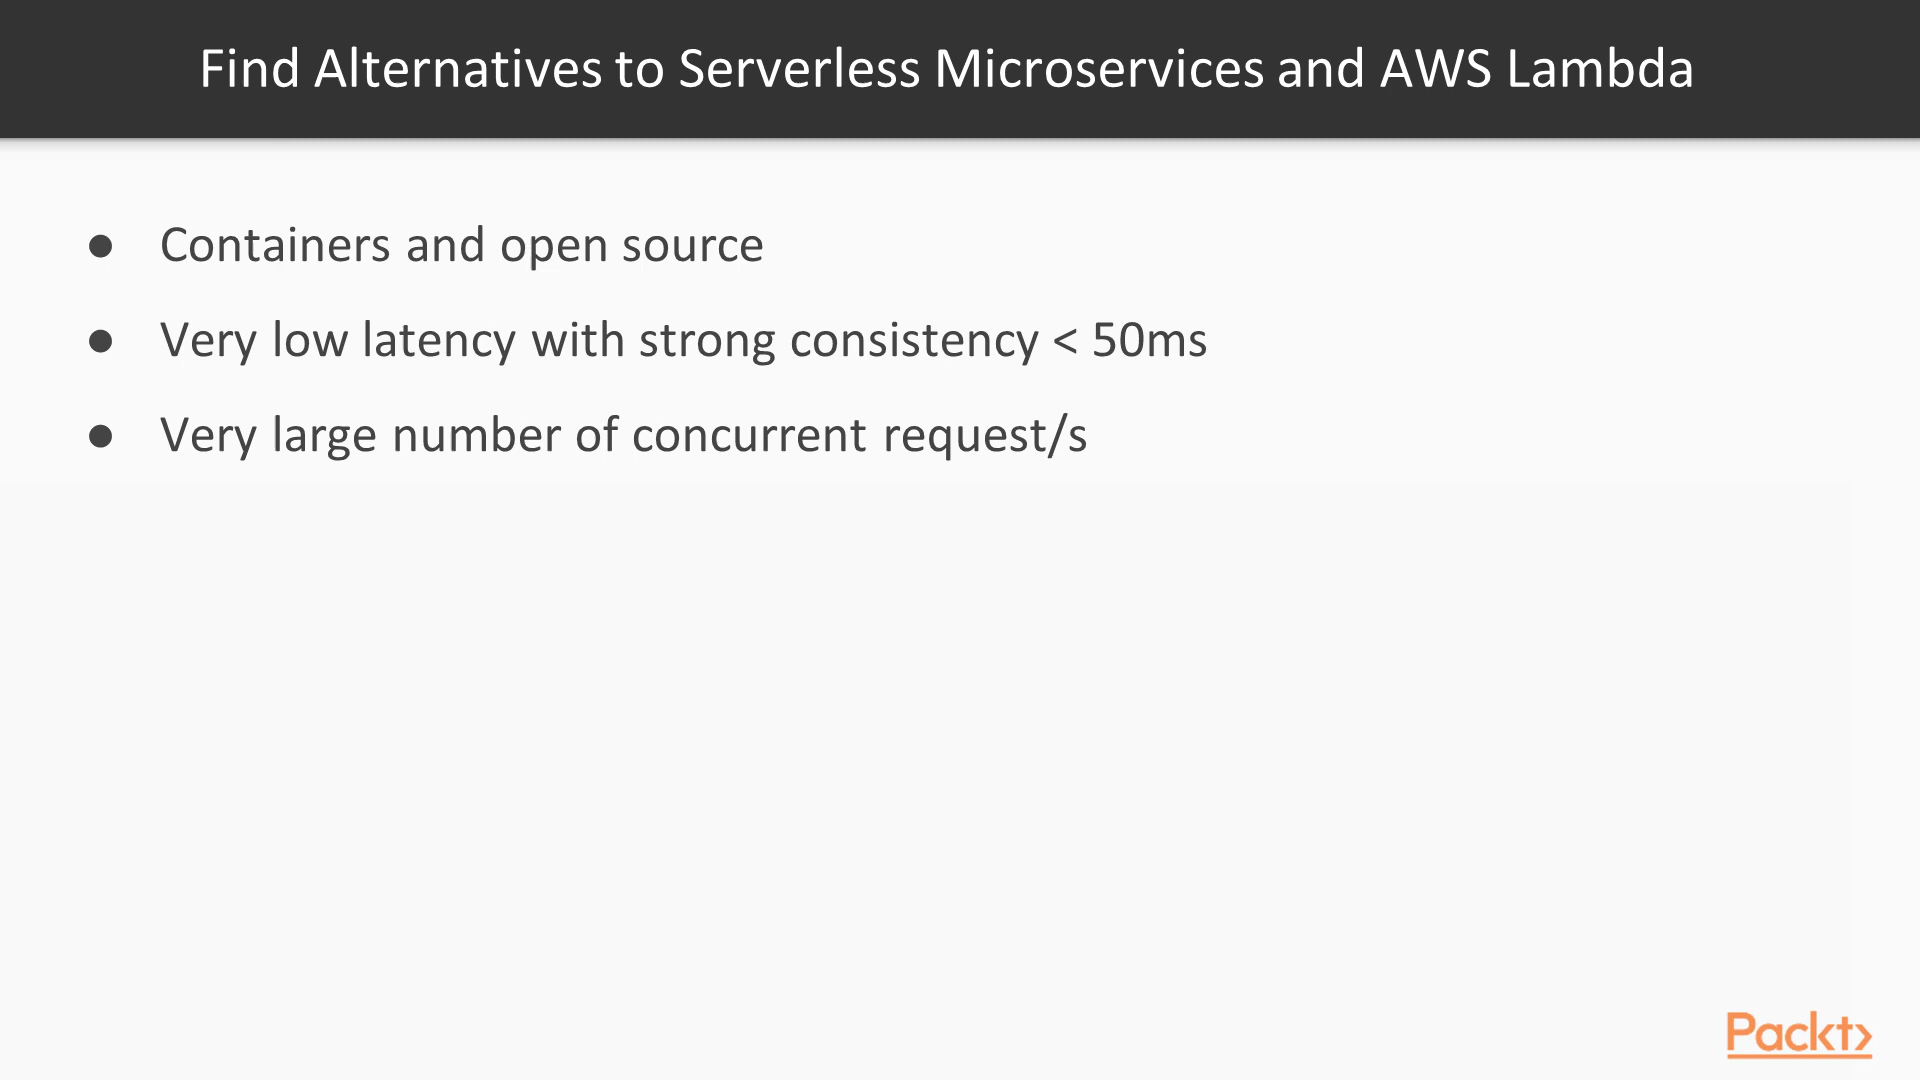 Find Alternatives to Serverless Microservices and AWS Lambda
● Containers and open source
● Very low latency with strong consistency < 50ms
● Very large number of concurrent request/s
Packt>